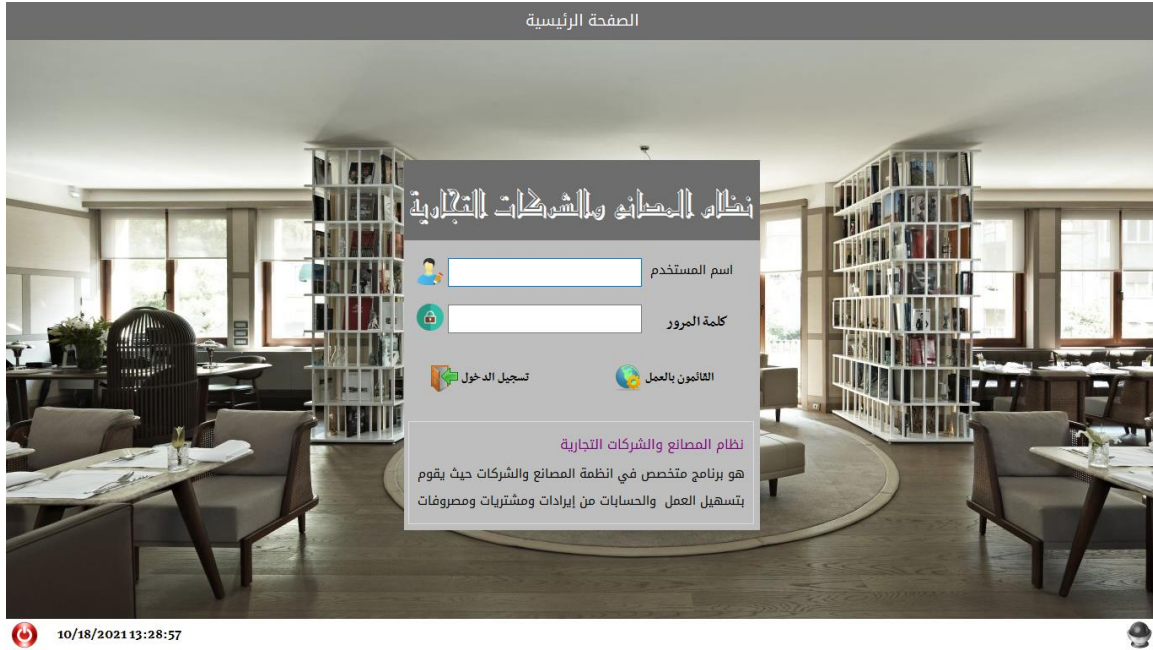 الصفحة الرئيسية
نظام المصانع والشركات التجارية
اسم المستخدم
كلمة المرور
القائمون بالعمل
تسجيل الدخول
نظام المصانع والشركات التجارية
هو برنامج متخصص في انظمة المصانع والشركات حيث يقوم
بتسهيل العمل والحسابات من إيرادات ومشتريات ومصروفات
10/18/2021 13:28:57